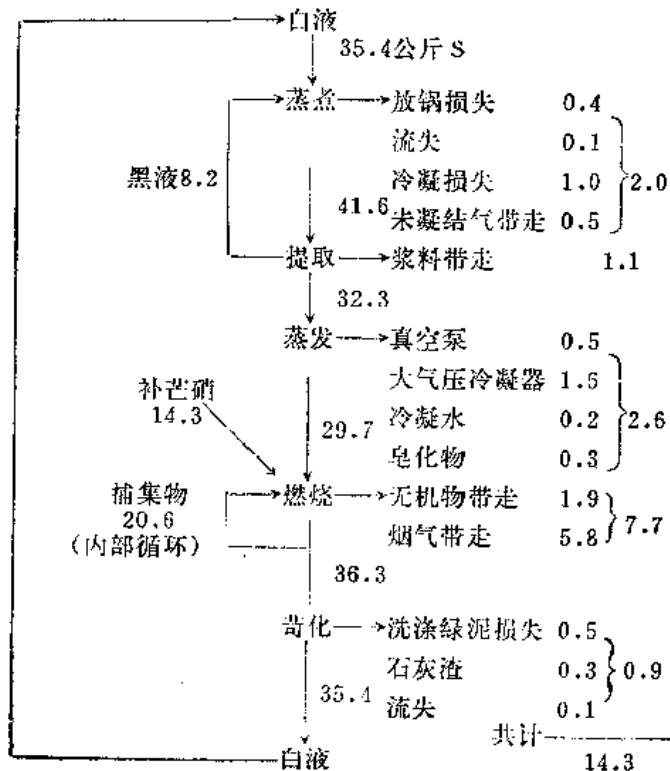 白液
35.4公斤 S
蒸煮 放锅损失 0.4
流失 0.1
黑液8.2 冷凝损失 1.0 2.0
41.6 未凝结气带走 0.5
提取 浆料带走 1.1
32.3
蒸发 真空泵 0.5
补芒硝 大气压冷凝器 1.5
14.3 29.7 冷凝水 0.2 2.6
皂化物 0.3
捕集物 燃烧 无机物带走 1.9
20.6 烟气带走 5.8 7.7
(内部循环)
36.3
苛化 洗涤绿泥损失 0.5
石灰渣 0.3 0.9
35.4 流失 0.1
共计
白液 14.3